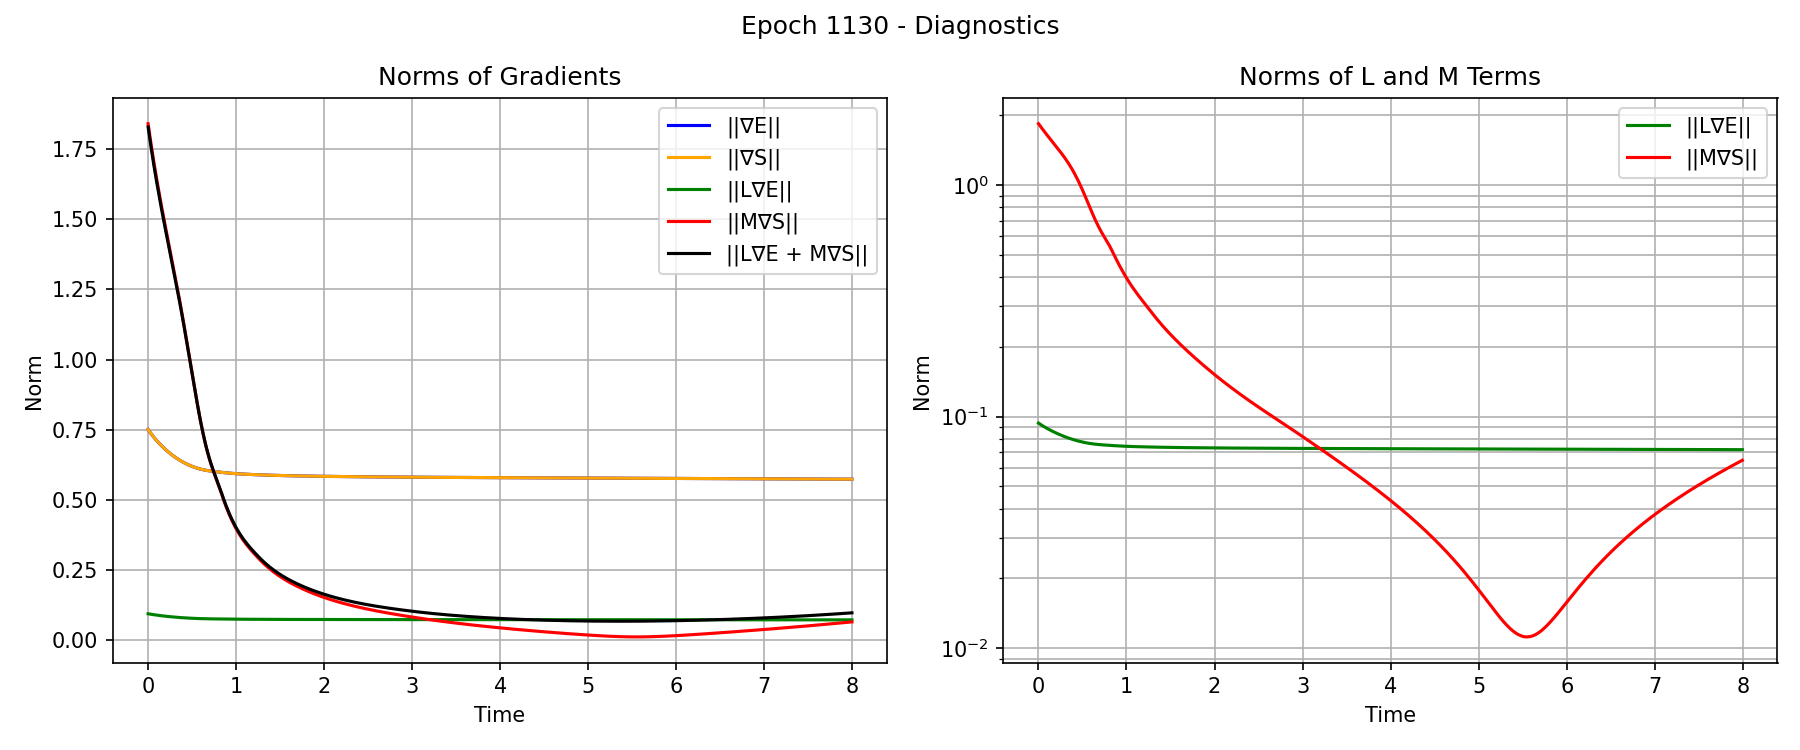 Epoch 1130 - Diagnostics
Norms of Gradients
Norm
1.75
1.50
1.25
1.00
0.75
0.50
0.25
0.00
||∇E||
||∇S||
||L∇E||
||M∇S||
||L∇E + M∇S||
0 1 2 3 4 5 6 7 8
Time
Norms of L and M Terms
Norm
10⁰
10⁻¹
10⁻²
||L∇E||
||M∇S||
0 1 2 3 4 5 6 7 8
Time